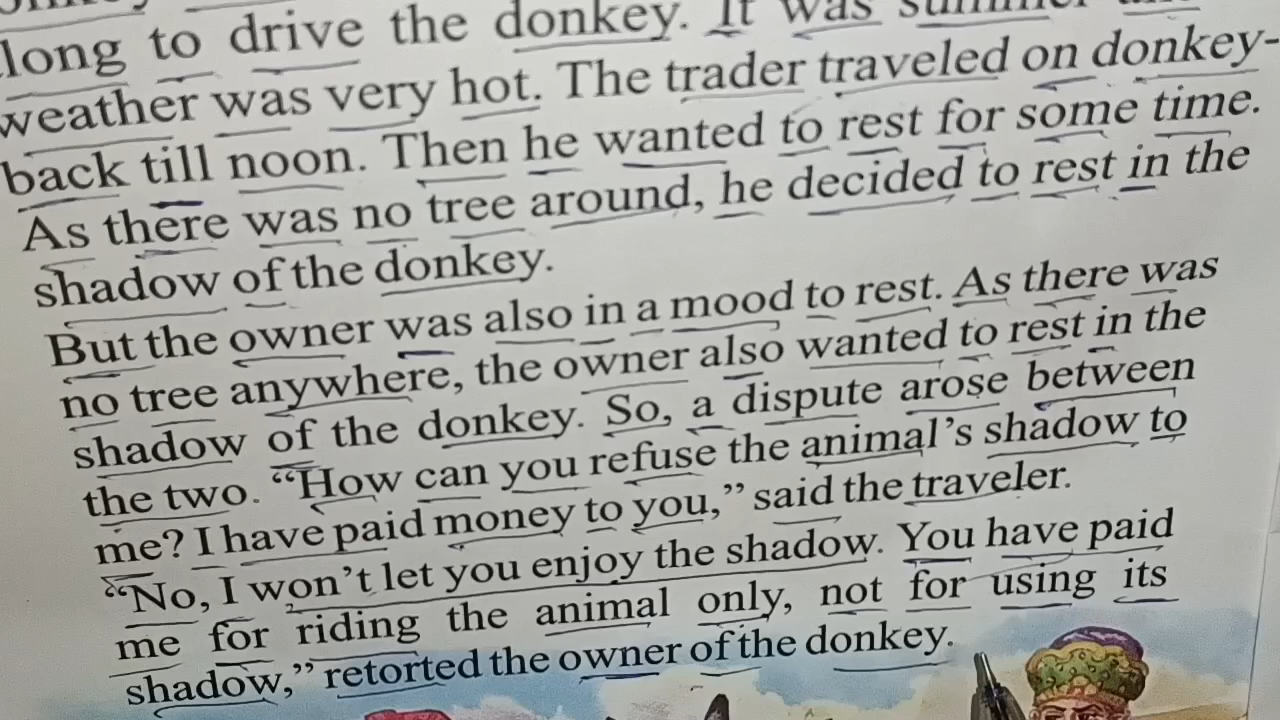 long to drive the donkey. It was summer
weather was very hot. The trader traveled on donkey-
back till noon. Then he wanted to rest for some time.
As there was no tree around, he decided to rest in the
shadow of the donkey.
But the owner was also in a mood to rest. As there was
no tree anywhere, the owner also wanted to rest in the
shadow of the donkey. So, a dispute arose between
the two. “How can you refuse the animal’s shadow to
me? I have paid money to you,” said the traveler.
“No, I won’t let you enjoy the shadow. You have paid
me for riding the animal only, not for using its
shadow,” retorted the owner of the donkey.